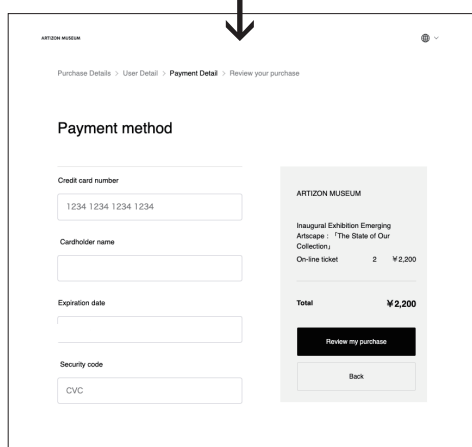 ARTIZON MUSEUM
Purchase Details > User Detail > Payment Detail > Review your purchase
Payment method
Credit card number
1234 1234 1234 1234
Cardholder name
Expiration date
Security code
CVC
ARTIZON MUSEUM
Inaugural Exhibition Emerging
Artscape : 「The State of Our
Collection」
On-line ticket 2 ¥2,200
Total ¥2,200
Review my purchase
Back